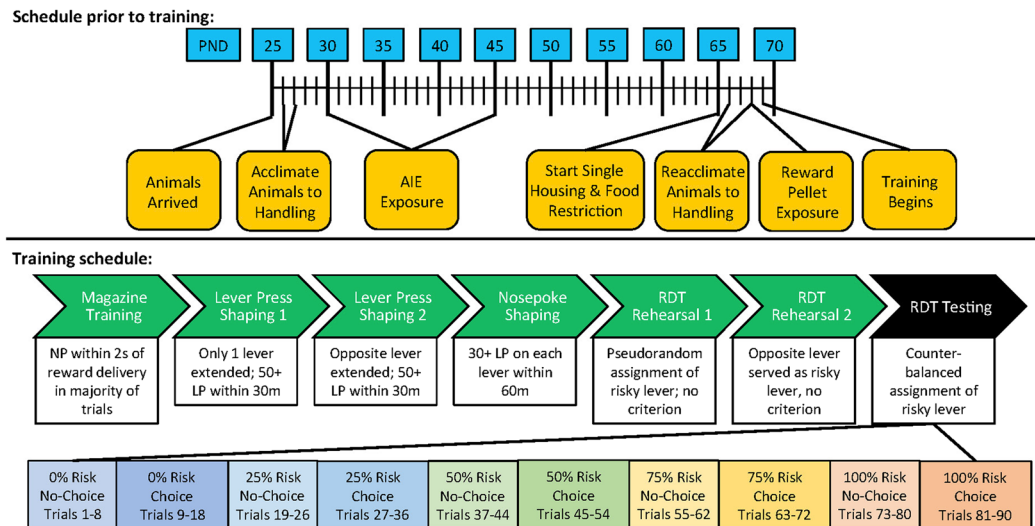 Schedule prior to training:
PND 25 30 35 40 45 50 55 60 65 70
Animals
Arrived
Acclimate
Animals to
Handling
AIE
Exposure
Start Single
Housing & Food
Restriction
Reacclimate
Animals to
Handling
Reward
Pellet
Exposure
Training
Begins
Training schedule:
Magazine
Training
Lever Press
Shaping 1
Lever Press
Shaping 2
Nosepoke
Shaping
RDT
Rehearsal 1
RDT
Rehearsal 2
RDT Testing
NP within 2s of
reward delivery
in majority of
trials
Only 1 lever
extended; 50+
LP within 30m
Opposite lever
extended; 50+
LP within 30m
30+ LP on each
lever within
60m
Pseudorandom
assignment of
risky lever; no
criterion
Opposite lever
served as risky
lever, no
criterion
Counter-
balanced
assignment of
risky lever
0% Risk
No-Choice
Trials 1-8
0% Risk
Choice
Trials 9-18
25% Risk
No-Choice
Trials 19-26
25% Risk
Choice
Trials 27-36
50% Risk
No-Choice
Trials 37-44
50% Risk
Choice
Trials 45-54
75% Risk
No-Choice
Trials 55-62
75% Risk
Choice
Trials 63-72
100% Risk
No-Choice
Trials 73-80
100% Risk
Choice
Trials 81-90